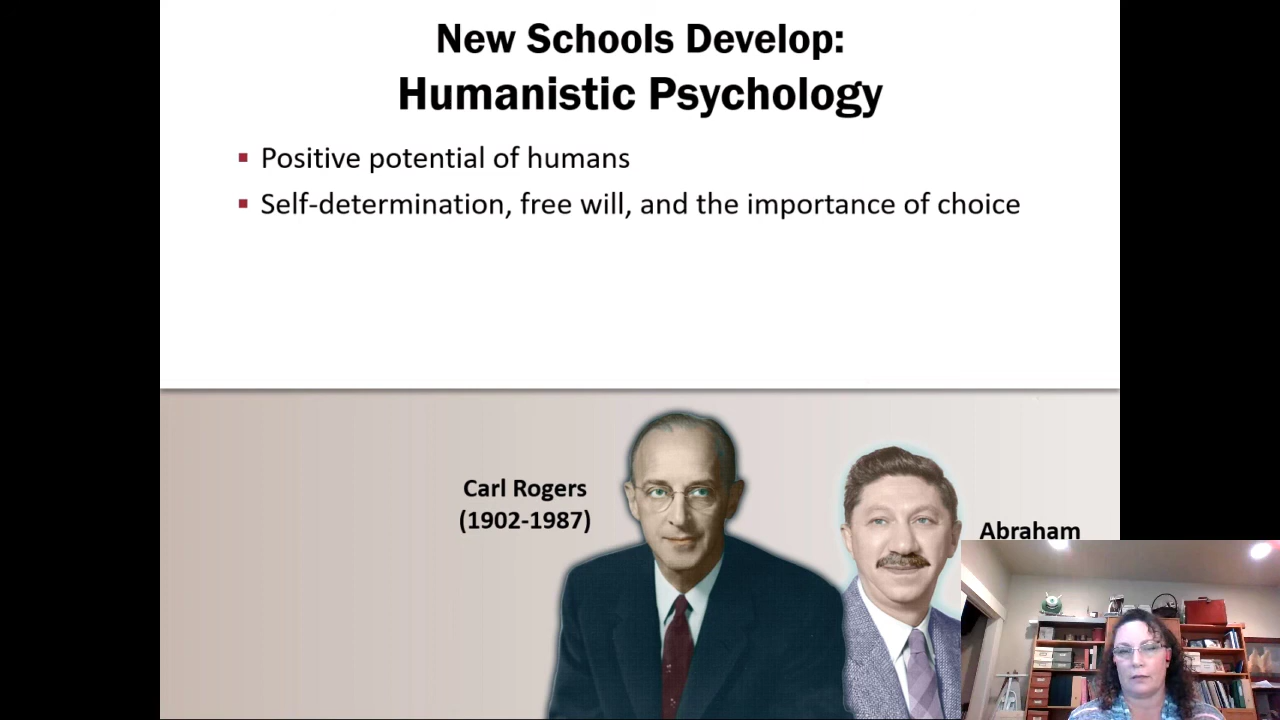 New Schools Develop:
Humanistic Psychology
Positive potential of humans
Self-determination, free will, and the importance of choice
Carl Rogers
(1902-1987)
Abraham